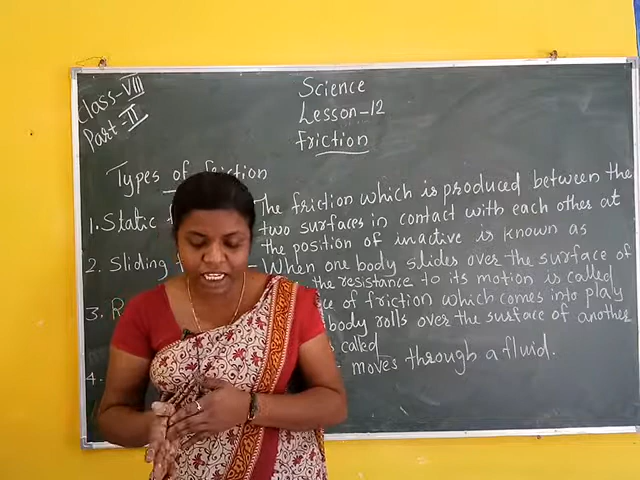 Class-VIII
Part-II
Science
Lesson-12
Friction
Types of friction
1. Static The friction which is produced between the
two surfaces in contact with each other at
the position of inactive is known as
2. Sliding - When one body slides over the surface of
the resistance to its motion is called
3. of friction which comes into play
body rolls over the surface of another
called
4. moves through a fluid.